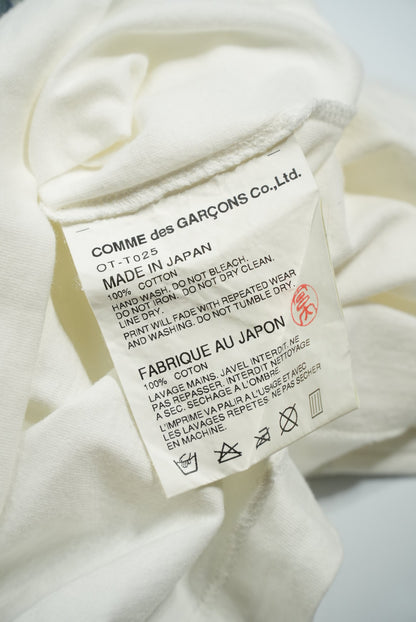 COMME des GARÇONS Co.,Ltd.
OT-T025
MADE IN JAPAN
100% COTTON
HAND WASH. DO NOT BLEACH.
DO NOT IRON. DO NOT DRY CLEAN.
LINE DRY.
PRINT WILL FADE WITH REPEATED WEAR
AND WASHING. DO NOT TUMBLE DRY.
FABRIQUE AU JAPON
100% COTON
LAVAGE MAINS. JAVEL INTERDIT. NE
PAS REPASSER. INTERDIT NETTOYAGE
A SEC. SECHAGE A L'OMBRE
L'IMPRIME VA PALIR A L'USAGE ET
LES LAVAGES REPETES. NE PAS SECHER
EN MACHINE.